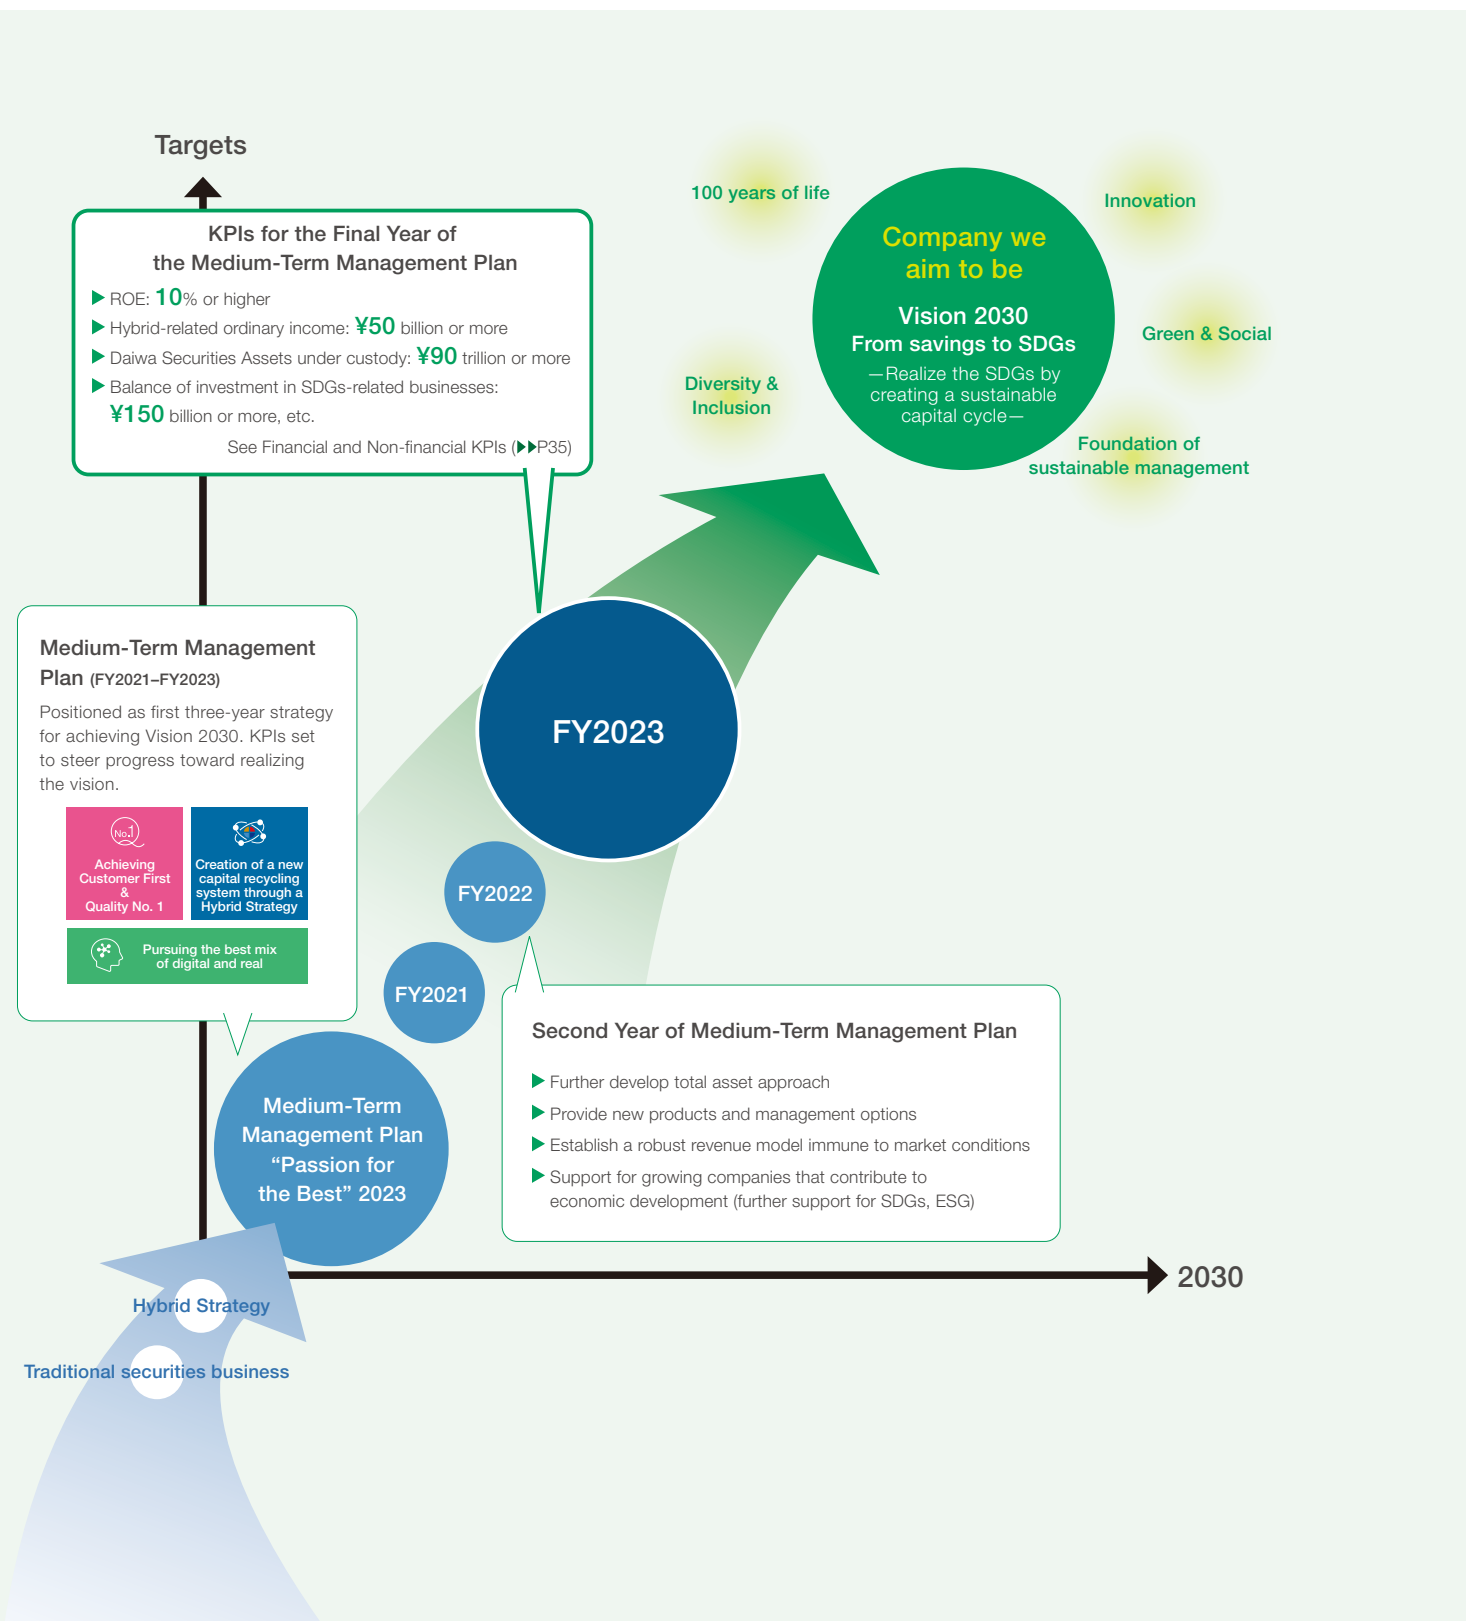 Targets
KPIs for the Final Year of
the Medium-Term Management Plan
▶ ROE: 10% or higher
▶ Hybrid-related ordinary income: ¥50 billion or more
▶ Daiwa Securities Assets under custody: ¥90 trillion or more
▶ Balance of investment in SDGs-related businesses:
¥150 billion or more, etc.
See Financial and Non-financial KPIs (▶▶P35)
100 years of life
Innovation
Company we
aim to be
Vision 2030
From savings to SDGs
—Realize the SDGs by
creating a sustainable
capital cycle—
Green & Social
Diversity &
Inclusion
Foundation of
sustainable management
Medium-Term Management
Plan (FY2021–FY2023)
Positioned as first three-year strategy
for achieving Vision 2030. KPIs set
to steer progress toward realizing
the vision.
No.1
Achieving
Customer First
&
Quality No. 1
Creation of a new
capital recycling
system through a
Hybrid Strategy
Pursuing the best mix
of digital and real
FY2023
FY2022
FY2021
Medium-Term
Management Plan
“Passion for
the Best” 2023
Second Year of Medium-Term Management Plan
▶ Further develop total asset approach
▶ Provide new products and management options
▶ Establish a robust revenue model immune to market conditions
▶ Support for growing companies that contribute to
economic development (further support for SDGs, ESG)
2030
Hybrid Strategy
Traditional securities business